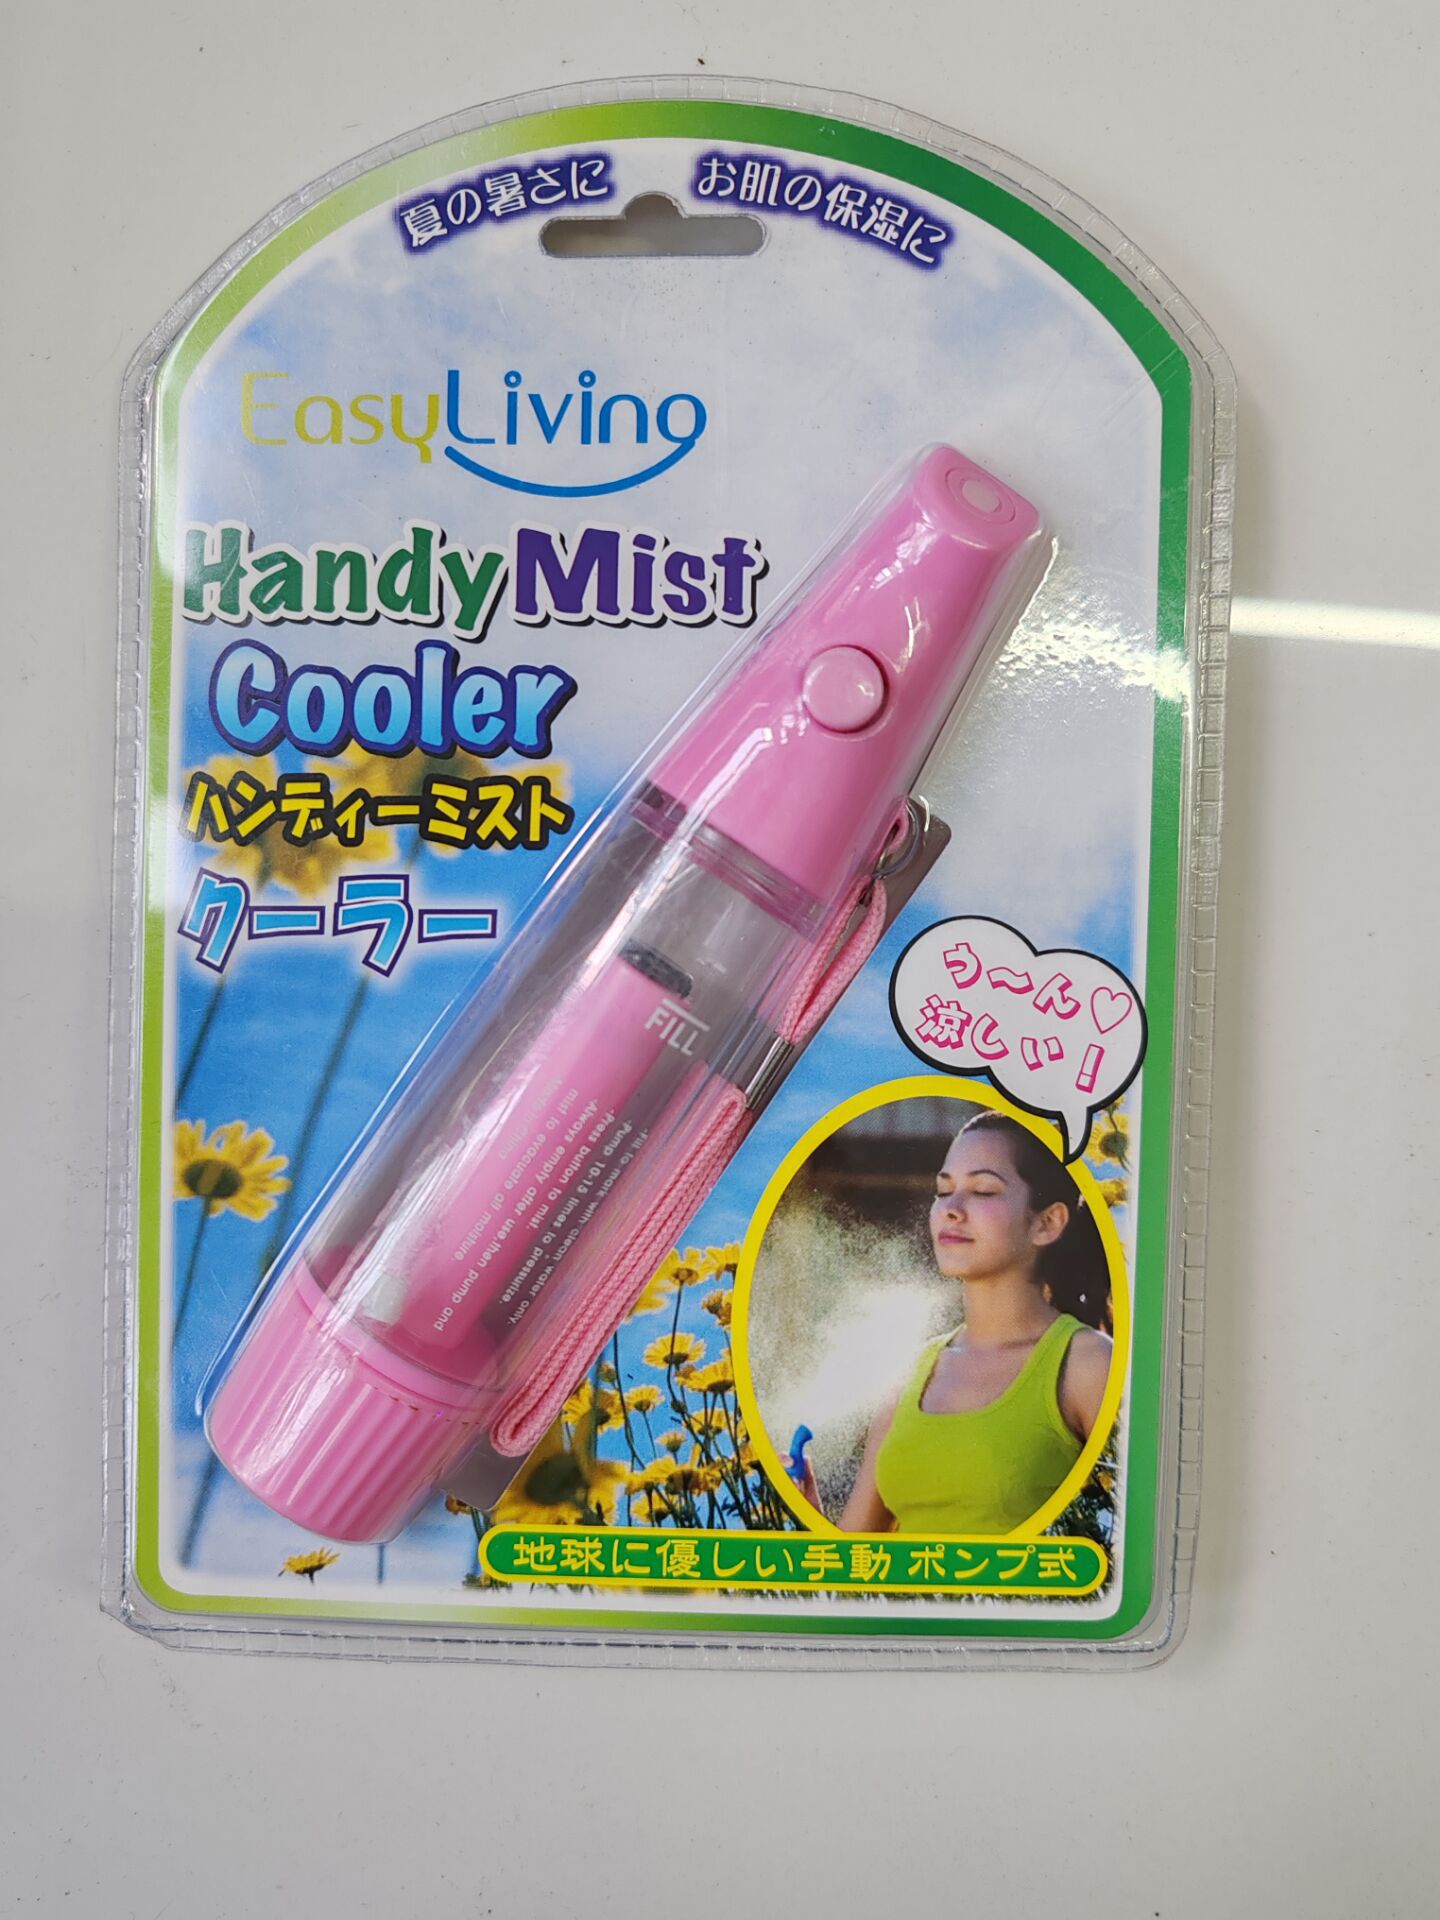 夏の暑さに
お肌の保湿に
EasyLiving
HandyMist
Cooler
ハンディーミスト
クーラー
う〜ん♡
涼しい！
FILL
-Fill to mark with clean water only.
-Pump 10-15 times to pressurize.
-Press button to mist.
-Always empty after use,then pump and
mist to evacuate all moisture.
Made in China
地球に優しい手動 ポンプ式